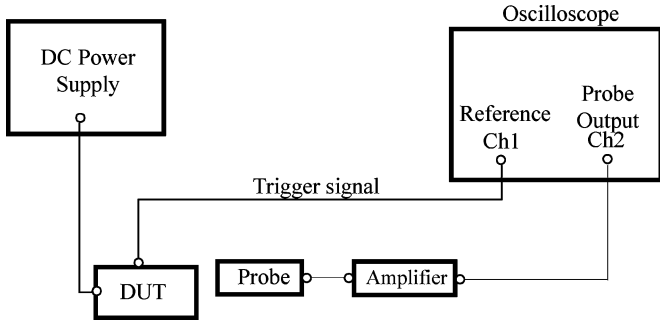 Oscilloscope
DC Power
Supply
Reference
Ch1
Probe
Output
Ch2
Trigger signal
DUT
Probe
Amplifier